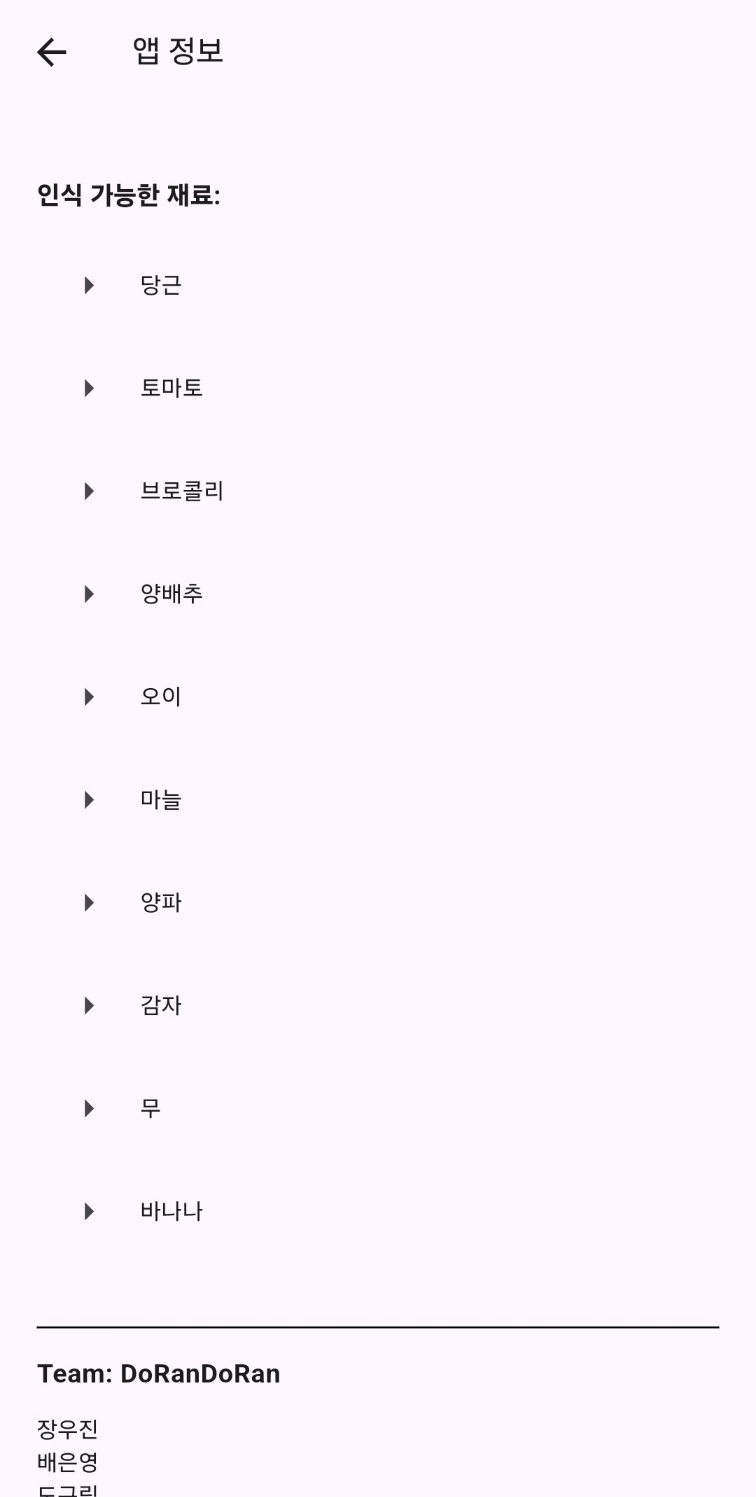 앱 정보
인식 가능한 재료:
당근
토마토
브로콜리
양배추
오이
마늘
양파
감자
무
바나나
Team: DoRanDoRan
장우진
배은영